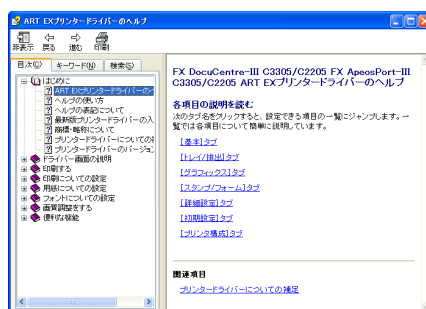 ART EXプリンタードライバーのヘルプ
非表示 戻る 進む 印刷
目次(C) キーワード(N) 検索(S)
はじめに
ART EXプリンタードライバーのヘ
ヘルプの使い方
ヘルプの表記について
最新版プリンタードライバーの入
商標・略称について
プリンタードライバーについての補
プリンタードライバーのバージョン
ドライバー画面の説明
印刷する
印刷についての設定
用紙についての設定
フォントについての設定
画質調整をする
便利な機能
FX DocuCentre-III C3305/C2205 FX ApeosPort-III
C3305/C2205 ART EXプリンタードライバーのヘルプ
各項目の説明を読む
次のタブ名をクリックすると、設定できる項目の一覧にジャンプします。一
覧では各項目について簡単に説明しています。
[基本]タブ
[トレイ/排出]タブ
[グラフィックス]タブ
[スタンプ/フォーム]タブ
[詳細設定]タブ
[初期設定]タブ
[プリンタ構成]タブ
関連項目
プリンタードライバーについての補足